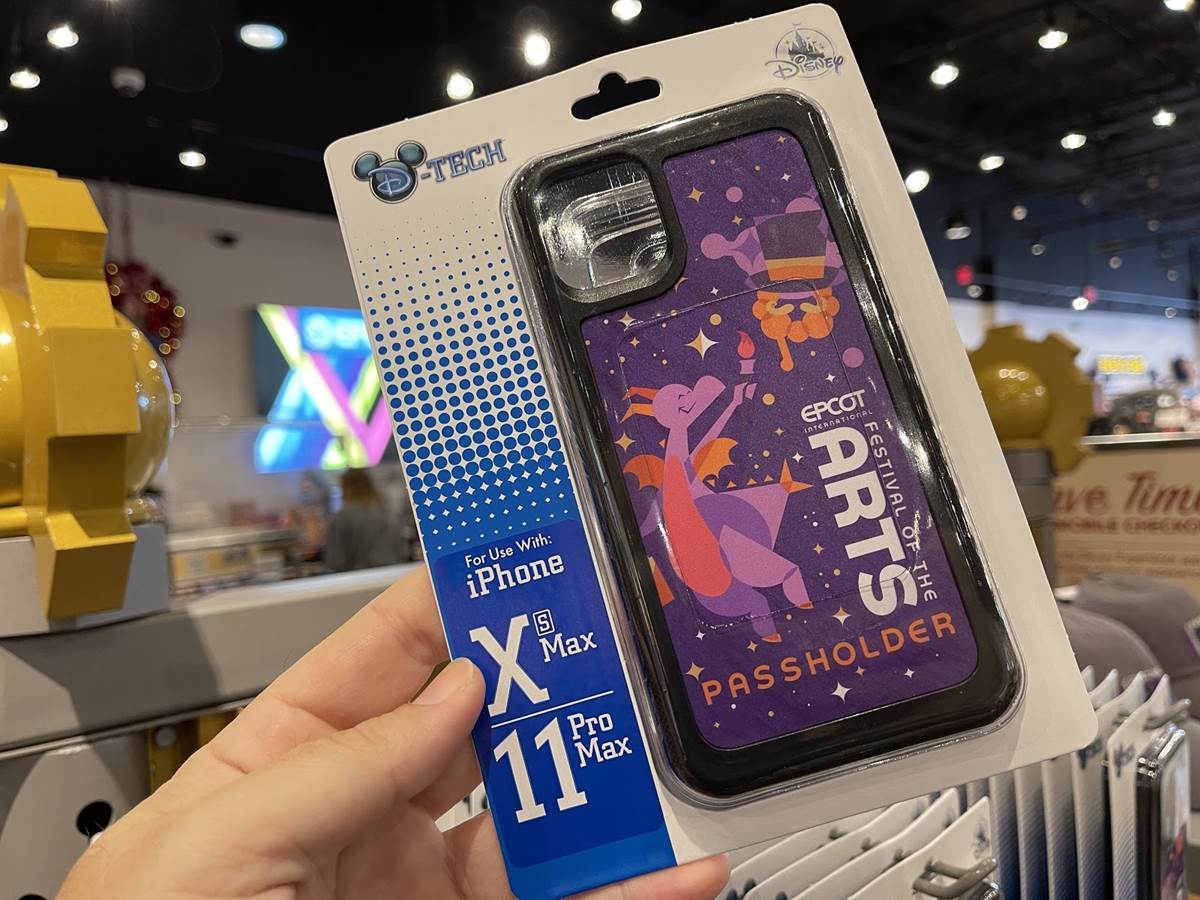 D-TECH
Disney
EPCOT
INTERNATIONAL
FESTIVAL OF THE
ARTS
PASSHOLDER
For Use With:
iPhone
XS Max
11 Pro Max